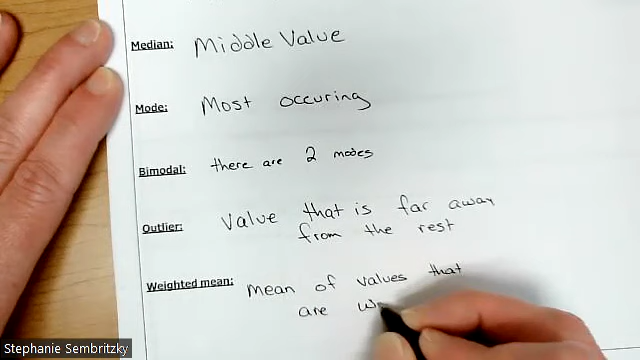 Median: Middle Value
Mode: Most occuring
Bimodal: there are 2 modes
Outlier: Value that is far away
from the rest
Weighted mean: Mean of values that
are
Stephanie Sembritzky